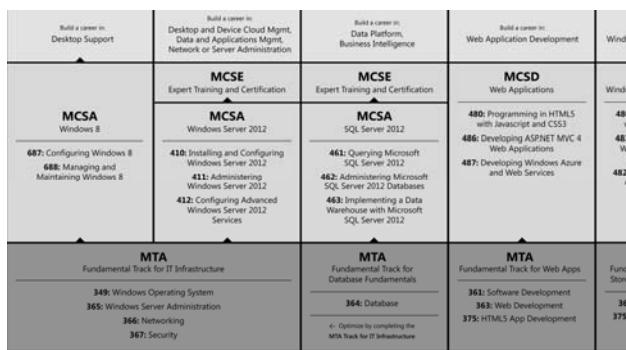 Build a career in:
Desktop Support
Build a career in:
Desktop and Device Cloud Mgmt,
Data and Applications Mgmt,
Network or Server Administration
Build a career in:
Data Platform,
Business Intelligence
Build a career in:
Web Application Development
MCSA
Windows 8
687: Configuring Windows 8
688: Managing and
Maintaining Windows 8
MCSE
Expert Training and Certification
MCSA
Windows Server 2012
410: Installing and Configuring
Windows Server 2012
411: Administering
Windows Server 2012
412: Configuring Advanced
Windows Server 2012
Services
MCSE
Expert Training and Certification
MCSA
SQL Server 2012
461: Querying Microsoft
SQL Server 2012
462: Administering Microsoft
SQL Server 2012 Databases
463: Implementing a Data
Warehouse with Microsoft
SQL Server 2012
MCSD
Web Applications
480: Programming in HTML5
with Javascript and CSS3
486: Developing ASP.NET MVC 4
Web Applications
487: Developing Windows Azure
and Web Services
MTA
Fundamental Track for IT Infrastructure
349: Windows Operating System
365: Windows Server Administration
366: Networking
367: Security
MTA
Fundamental Track for
Database Fundamentals
364: Database
<- Optimize by completing the
MTA Track for IT Infrastructure
MTA
Fundamental Track for Web Apps
361: Software Development
363: Web Development
375: HTML5 App Development